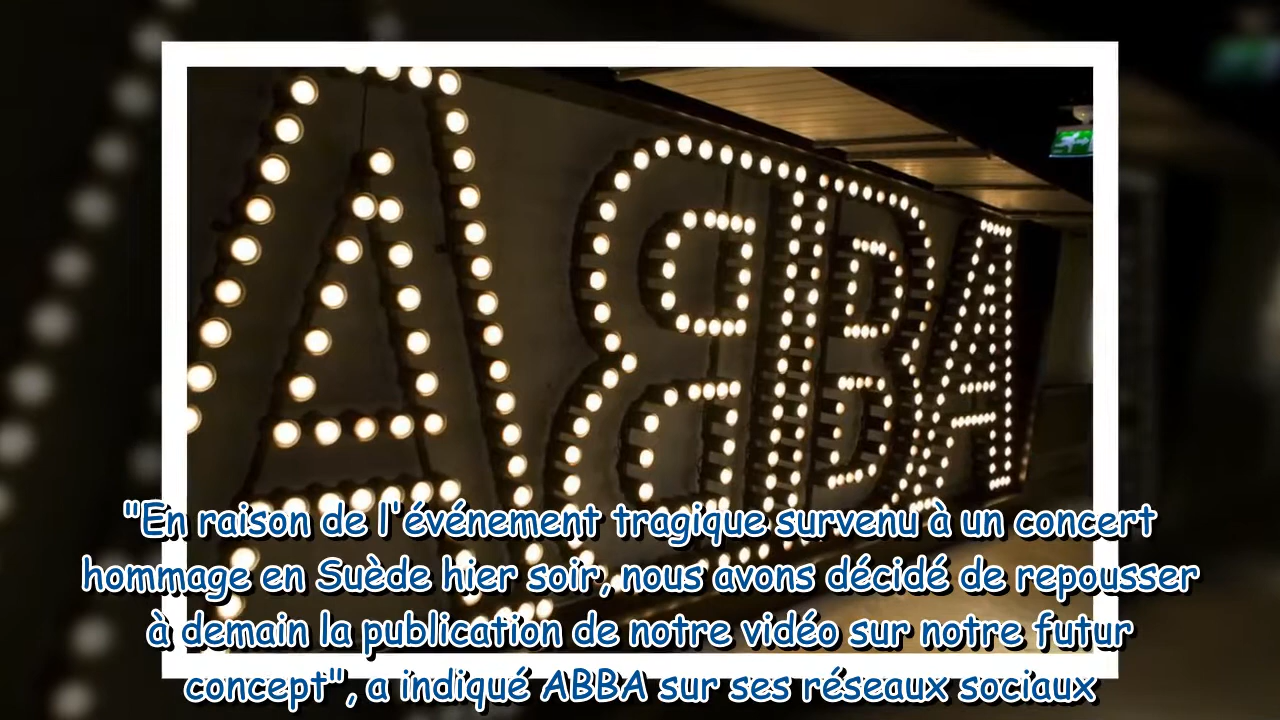 ABBA
"En raison de l'événement tragique survenu à un concert
hommage en Suède hier soir, nous avons décidé de repousser
à demain la publication de notre vidéo sur notre futur
concept", a indiqué ABBA sur ses réseaux sociaux